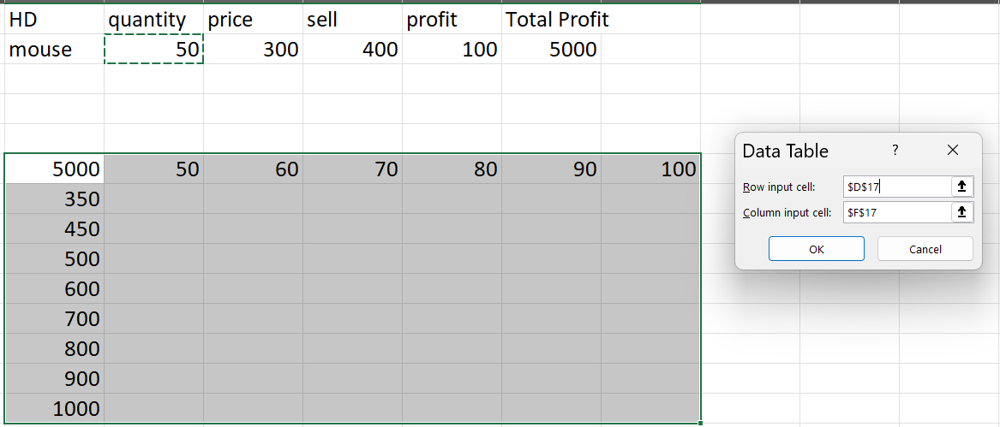 HD quantity price sell profit Total Profit
mouse 50 300 400 100 5000
5000 50 60 70 80 90 100
350
450
500
600
700
800
900
1000
Data Table ? ×
Row input cell: $D$17
Column input cell: $F$17
OK Cancel